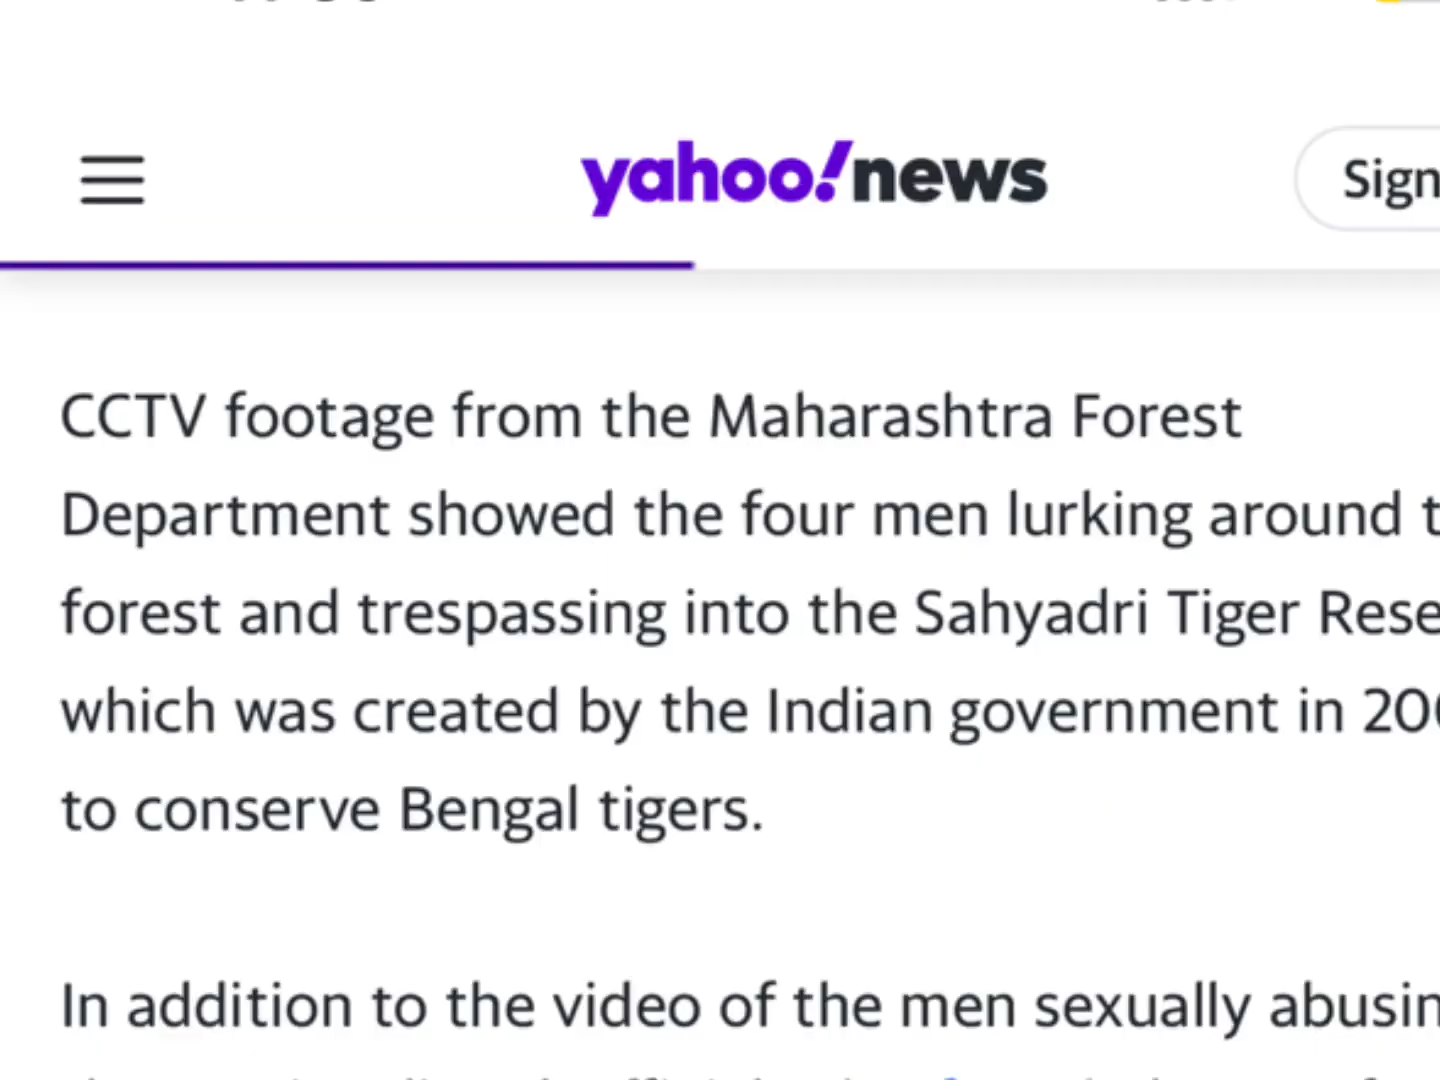 yahoo!news
Sign
CCTV footage from the Maharashtra Forest
Department showed the four men lurking around
forest and trespassing into the Sahyadri Tiger
which was created by the Indian government in
to conserve Bengal tigers.
In addition to the video of the men sexually